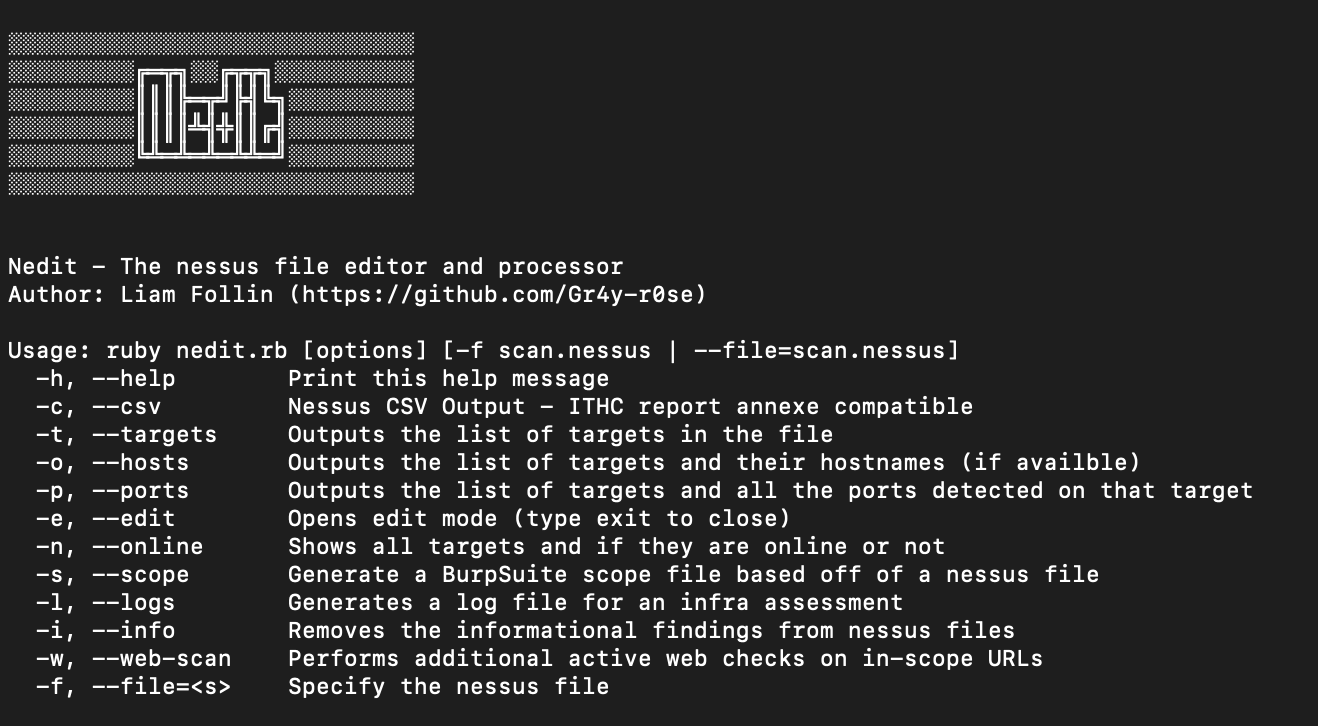 Nedit
Nedit - The nessus file editor and processor
Author: Liam Follin (https://github.com/Gr4y-r0se)
Usage: ruby nedit.rb [options] [-f scan.nessus | --file=scan.nessus]
-h, --help Print this help message
-c, --csv Nessus CSV Output - ITHC report annexe compatible
-t, --targets Outputs the list of targets in the file
-o, --hosts Outputs the list of targets and their hostnames (if availble)
-p, --ports Outputs the list of targets and all the ports detected on that target
-e, --edit Opens edit mode (type exit to close)
-n, --online Shows all targets and if they are online or not
-s, --scope Generate a BurpSuite scope file based off of a nessus file
-l, --logs Generates a log file for an infra assessment
-i, --info Removes the informational findings from nessus files
-w, --web-scan Performs additional active web checks on in-scope URLs
-f, --file=<s> Specify the nessus file